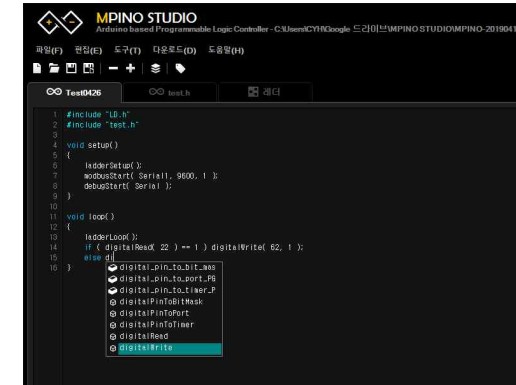 MPINO STUDIO
Arduino based Programmable Logic Controller - C:\Users\CYH\Google 드라이브\MPINO STUDIO\MPINO-2019041
파일(F) 편집(E) 도구(T) 다운로드(D) 도움말(H)
Test0426 test.h 레더
1 #include "LD.h"
2 #include "test.h"
3
4 void setup()
5 {
6 ladderSetup();
7 modbusStart( Serial1, 9600, 1 );
8 debugStart( Serial );
9 }
10
11 void loop()
12 {
13 ladderLoop();
14 if ( digitalRead( 22 ) == 1 ) digitalWrite( 62, 1 );
15 else di
16 }
digital_pin_to_bit_mas
digital_pin_to_port_PG
digital_pin_to_timer_P
digitalPinToBitMask
digitalPinToPort
digitalPinToTimer
digitalRead
digitalWrite